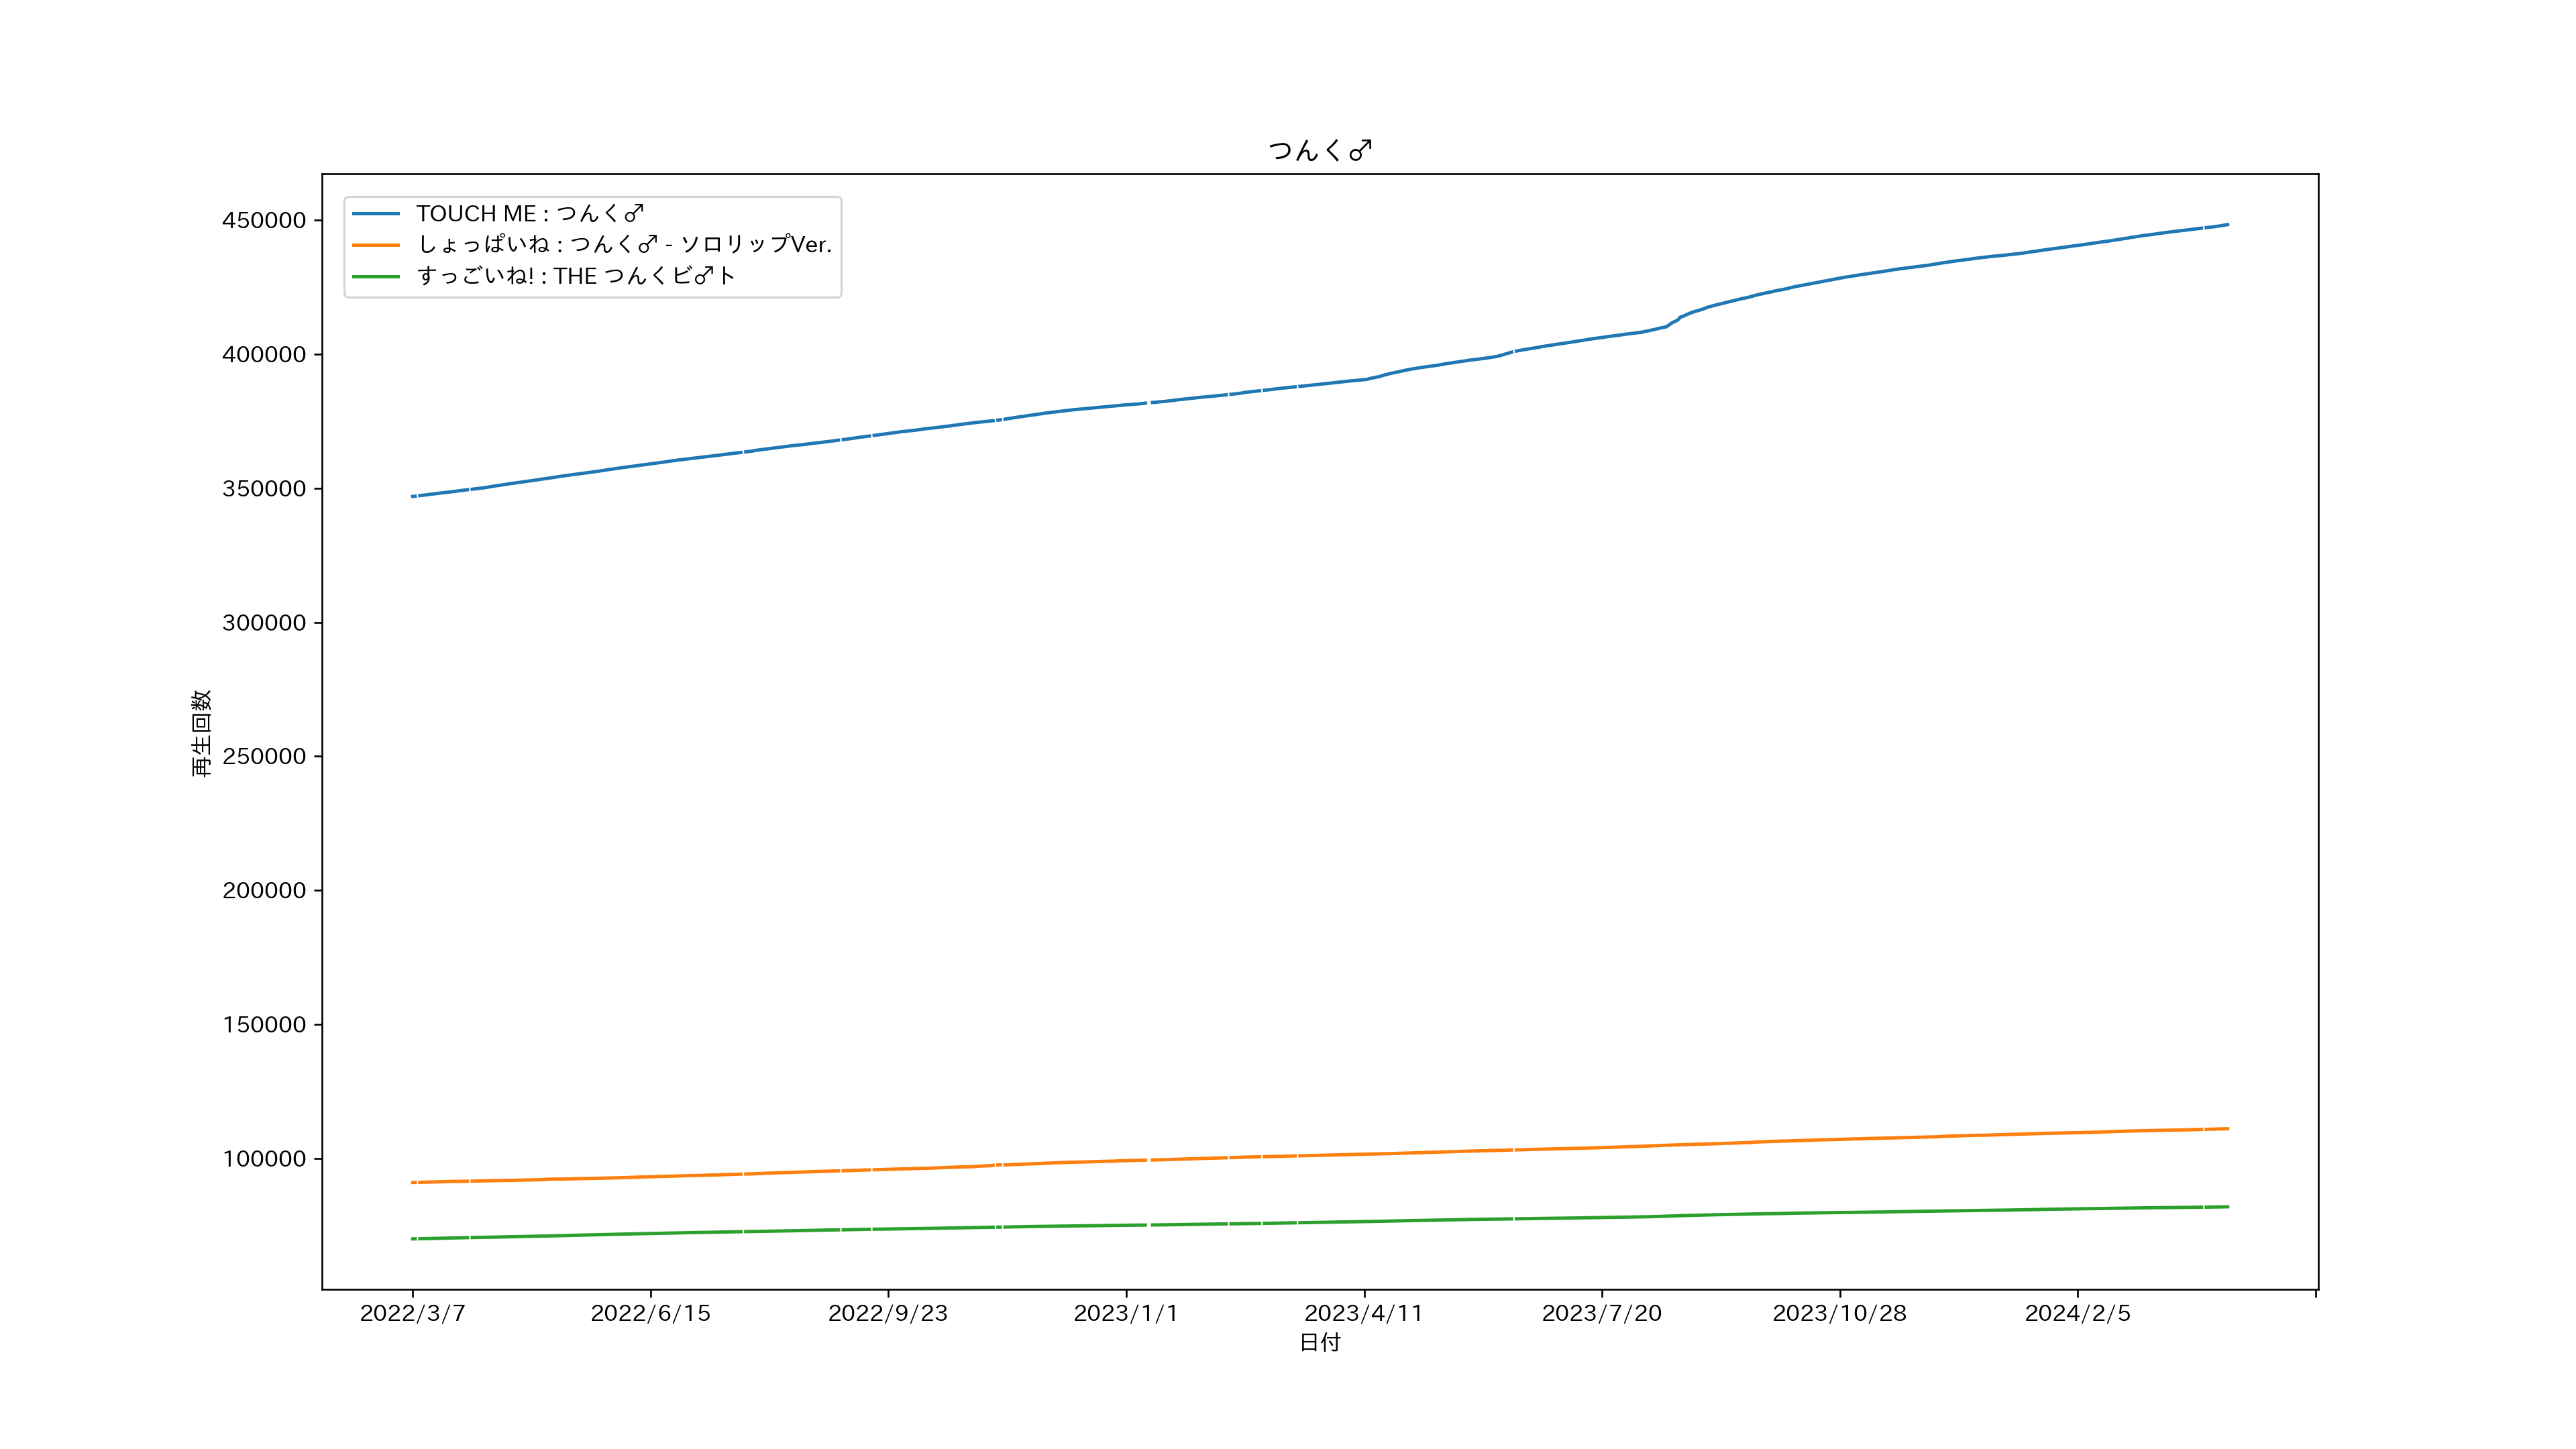 つんく♂
TOUCH ME : つんく♂
しょっぱいね : つんく♂ - ソロリップVer.
すっごいね! : THE つんくビ♂ト
450000
400000
350000
300000
250000
200000
150000
100000
再生回数
2022/3/7
2022/6/15
2022/9/23
2023/1/1
2023/4/11
2023/7/20
2023/10/28
2024/2/5
日付